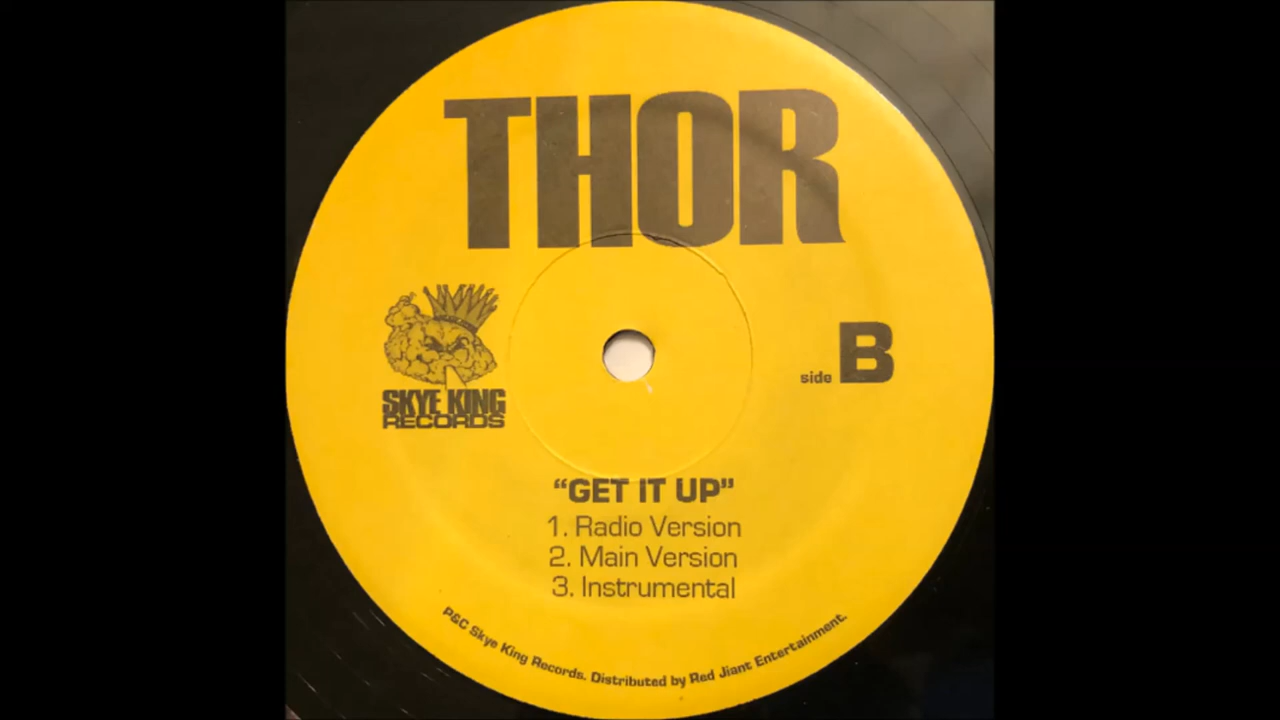 THOR
SKYE KING
RECORDS
side B
“GET IT UP”
1. Radio Version
2. Main Version
3. Instrumental
P&C Skye King Records. Distributed by Red Jiant Entertainment.